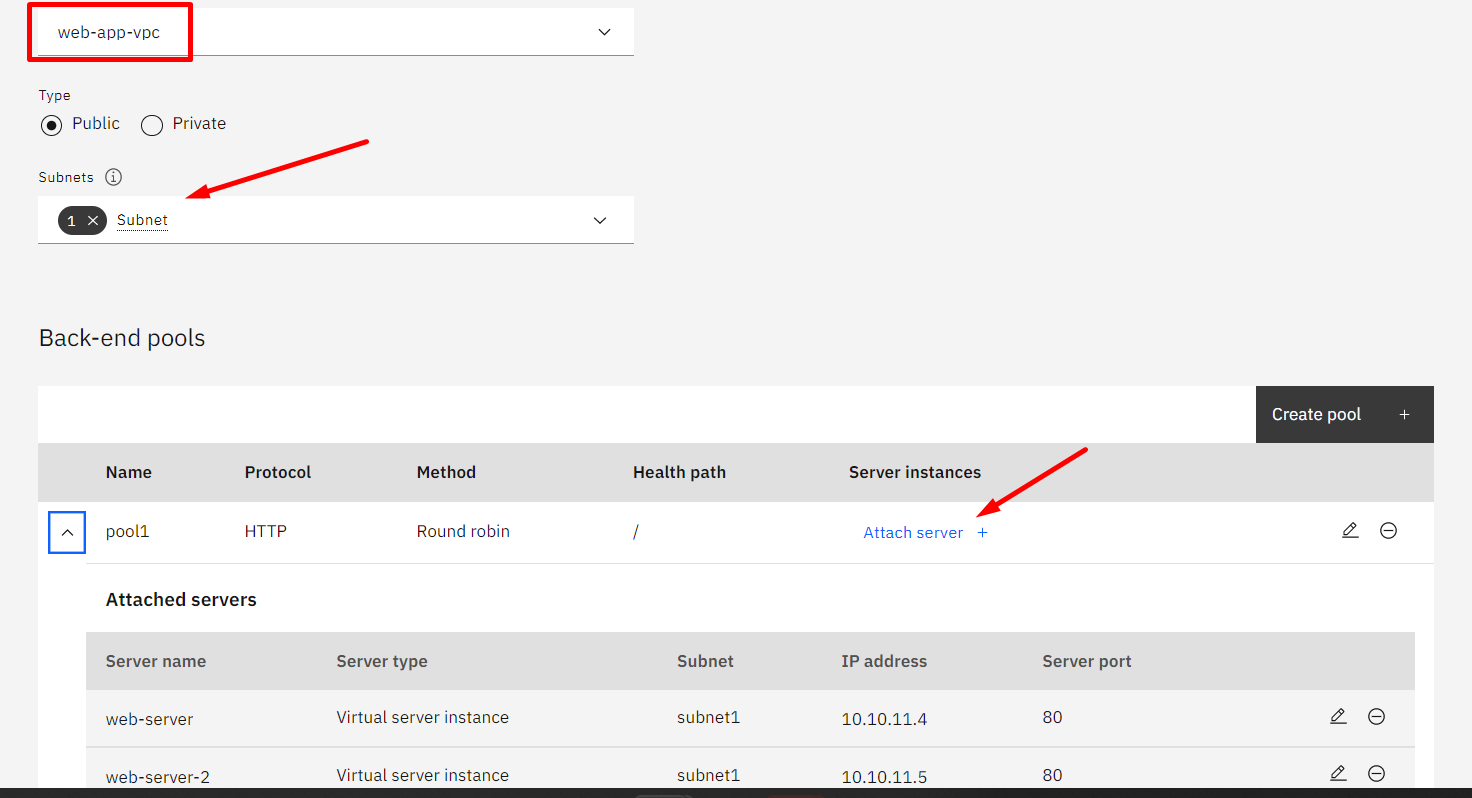 web-app-vpc
Type
Public Private
Subnets
1 Subnet
Back-end pools
Create pool +
Name Protocol Method Health path Server instances
pool1 HTTP Round robin / Attach server +
Attached servers
Server name Server type Subnet IP address Server port
web-server Virtual server instance subnet1 10.10.11.4 80
web-server-2 Virtual server instance subnet1 10.10.11.5 80